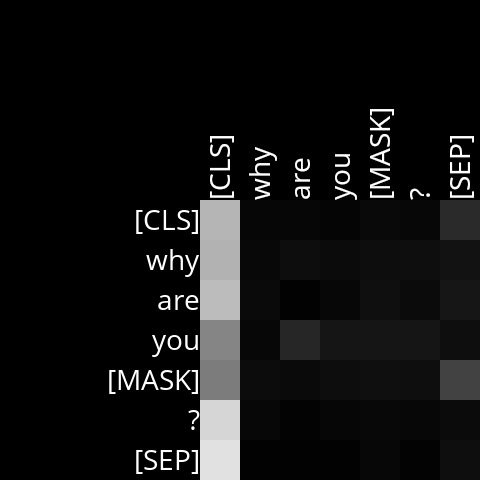 [CLS] why are you [MASK] ? [SEP]
[CLS]
why
are
you
[MASK]
?
[SEP]